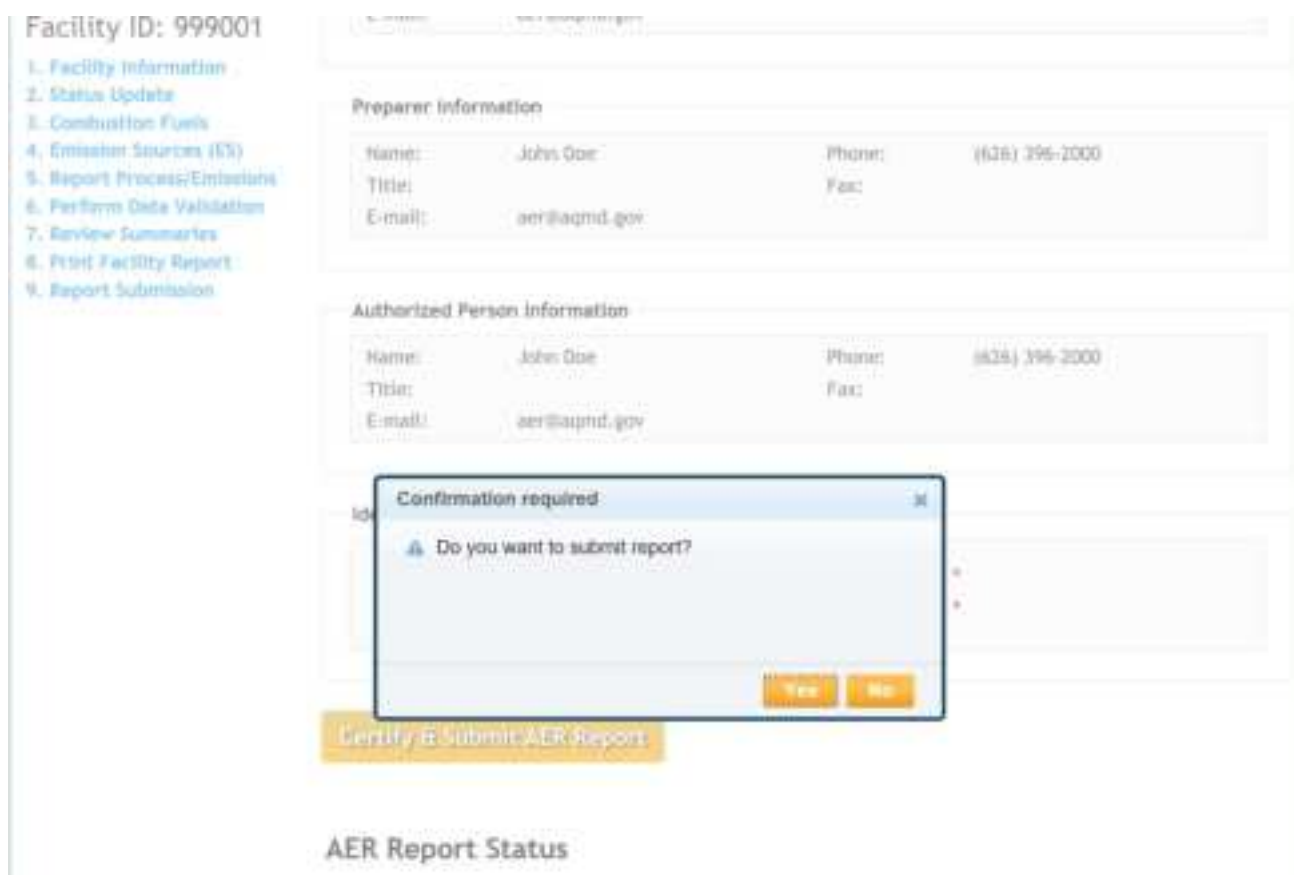 Facility ID: 999001
1. Facility Information
2. Status Update
3. Combustion Fuels
4. Emission Sources (ES)
5. Report Process/Emissions
6. Perform Data Validation
7. Review Summaries
8. Print Facility Report
9. Report Submission
E-mail:
Preparer Information
Name: John Doe Phone: (626) 396-2000
Title: Fax:
E-mail: aer@aqmd.gov
Authorized Person Information
Name: John Doe Phone: (626) 396-2000
Title: Fax:
E-mail: aer@aqmd.gov
Ide
Confirmation required x
Do you want to submit report?
*
*
Yes No
Certify & Submit AER Report
AER Report Status